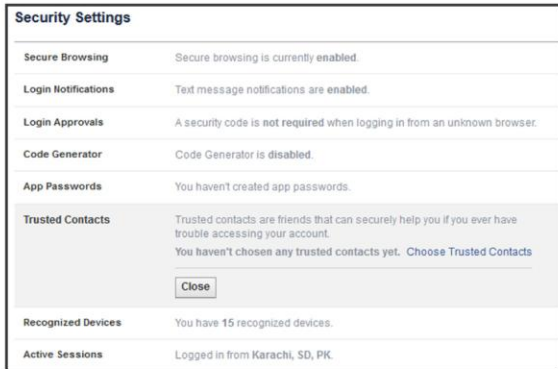 Security Settings
Secure Browsing Secure browsing is currently enabled.
Login Notifications Text message notifications are enabled.
Login Approvals A security code is not required when logging in from an unknown browser.
Code Generator Code Generator is disabled.
App Passwords You haven't created app passwords.
Trusted Contacts Trusted contacts are friends that can securely help you if you ever have
trouble accessing your account.
You haven't chosen any trusted contacts yet. Choose Trusted Contacts
Close
Recognized Devices You have 15 recognized devices.
Active Sessions Logged in from Karachi, SD, PK.